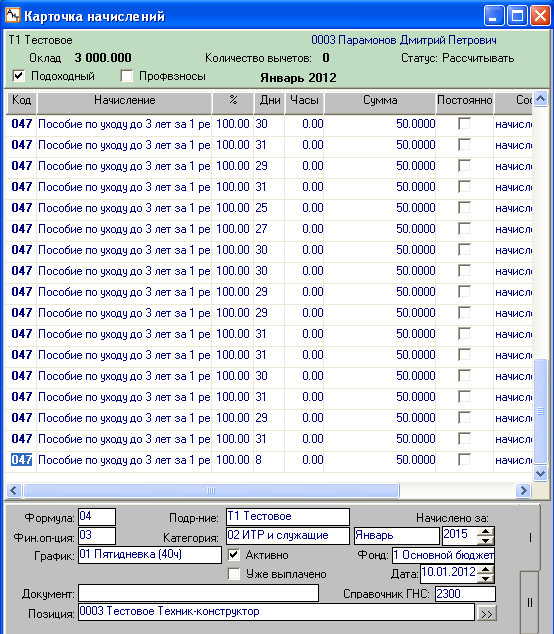 Карточка начислений
Т1 Тестовое 0003 Парамонов Дмитрий Петрович
Оклад 3 000.000 Количество вычетов: 0 Статус: Рассчитывать
Подоходный Профвзносы Январь 2012
Код Начисление % Дни Часы Сумма Постоянно Сос
047 Пособие по уходу до 3 лет за 1 ре 100.00 30 0.00 50.0000 начисле
047 Пособие по уходу до 3 лет за 1 ре 100.00 31 0.00 50.0000 начисле
047 Пособие по уходу до 3 лет за 1 ре 100.00 29 0.00 50.0000 начисле
047 Пособие по уходу до 3 лет за 1 ре 100.00 31 0.00 50.0000 начисле
047 Пособие по уходу до 3 лет за 1 ре 100.00 25 0.00 50.0000 начисле
047 Пособие по уходу до 3 лет за 1 ре 100.00 27 0.00 50.0000 начисле
047 Пособие по уходу до 3 лет за 1 ре 100.00 30 0.00 50.0000 начисле
047 Пособие по уходу до 3 лет за 1 ре 100.00 30 0.00 50.0000 начисле
047 Пособие по уходу до 3 лет за 1 ре 100.00 29 0.00 50.0000 начисле
047 Пособие по уходу до 3 лет за 1 ре 100.00 29 0.00 50.0000 начисле
047 Пособие по уходу до 3 лет за 1 ре 100.00 31 0.00 50.0000 начисле
047 Пособие по уходу до 3 лет за 1 ре 100.00 31 0.00 50.0000 начисле
047 Пособие по уходу до 3 лет за 1 ре 100.00 30 0.00 50.0000 начисле
047 Пособие по уходу до 3 лет за 1 ре 100.00 31 0.00 50.0000 начисле
047 Пособие по уходу до 3 лет за 1 ре 100.00 29 0.00 50.0000 начисле
047 Пособие по уходу до 3 лет за 1 ре 100.00 31 0.00 50.0000 начисле
047 Пособие по уходу до 3 лет за 1 ре 100.00 8 0.00 50.0000 начисле
Формула: 04 Подр-ние: Т1 Тестовое Начислено за: I
Фин.оп-ция: 03 Категория: 02 ИТР и служащие Январь 2015
График: 01 Пятидневка (40ч) Активно Фонд: 1 Основной бюджет
Уже выплачено Дата: 10.01.2012
Документ: Справочник ГНС: 2300 II
Позиция: 0003 Тестовое Техник-конструктор >>